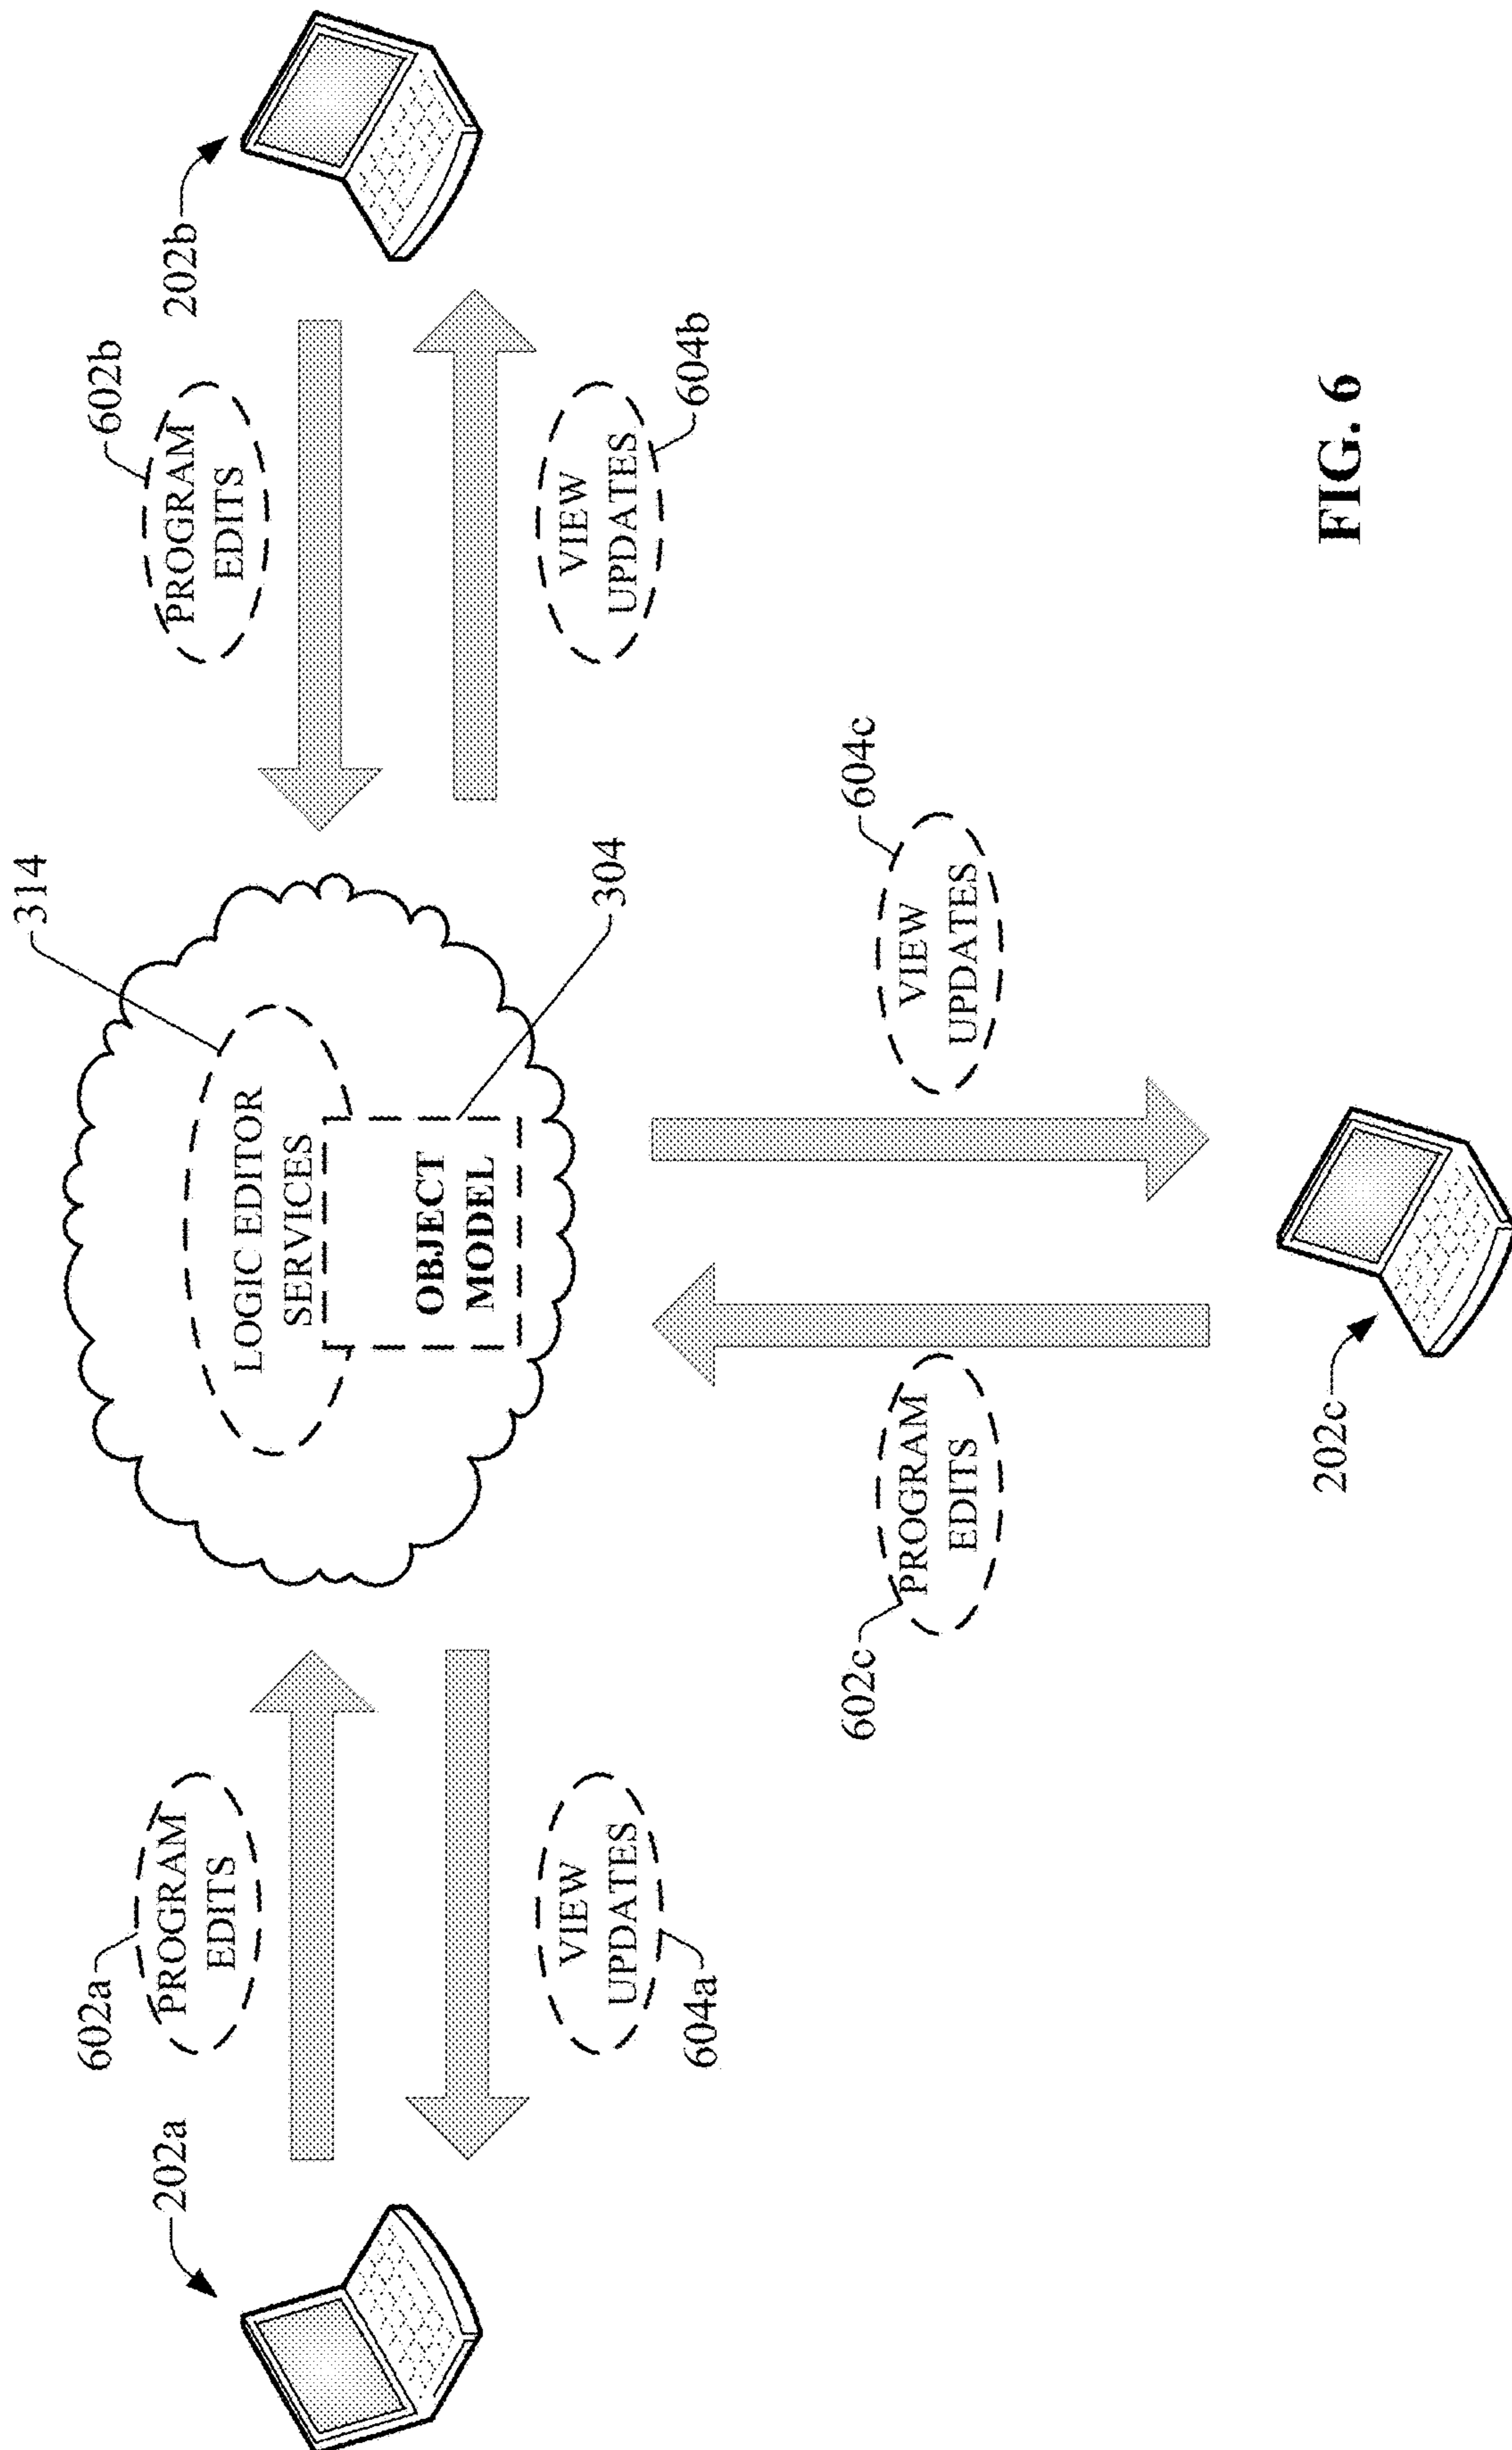 314
LOGIC EDITOR
SERVICES
OBJECT
MODEL
304
202a
602a
PROGRAM
EDITS
VIEW
UPDATES
604a
602b
PROGRAM
EDITS
202b
VIEW
UPDATES
604b
602c
PROGRAM
EDITS
VIEW
UPDATES
604c
202c
FIG. 6